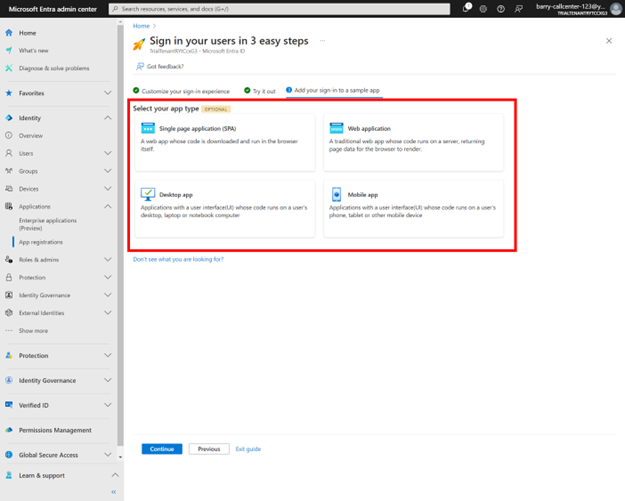 Microsoft Entra admin center
Search resources, services, and docs (G+/)
1
barry-callcenter-123@y...
Home
What's new
Diagnose & solve problems
Favorites
Identity
Overview
Users
Groups
Devices
Applications
Enterprise applications
(Preview)
App registrations
Roles & admins
Protection
Identity Governance
External Identities
Show more
Protection
Identity Governance
Verified ID
Permissions Management
Global Secure Access
Learn & support
Home
Sign in your users in 3 easy steps
Microsoft Entra ID
Got feedback?
Customize your sign-in experience
Try it out
Add your sign-in to a sample app
Select your app type OPTIONAL
Single page application (SPA)
A web app whose code is downloaded and run in the browser
itself.
Web application
A traditional web app whose code runs on a server, returning
page data for the browser to render.
Desktop app
Applications with a user interface(UI) whose code runs on a user's
desktop, laptop or notebook computer
Mobile app
Applications with a user interface(UI) whose code runs on a user's
phone, tablet or other mobile device
Don't see what you are looking for?
Continue
Previous
Exit guide